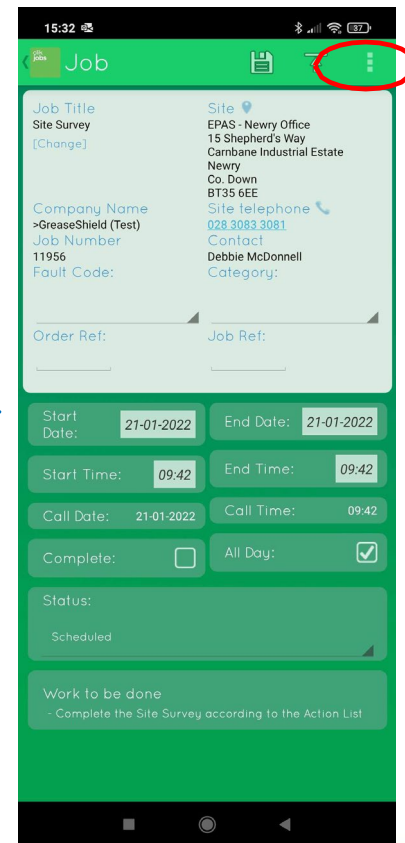 15:32
37
clik
jobs
Job
Job Title
Site Survey
[Change]
Site
EPAS - Newry Office
15 Shepherd's Way
Carnbane Industrial Estate
Newry
Co. Down
BT35 6EE
Company Name
>GreaseShield (Test)
Site telephone
028 3083 3081
Job Number
11956
Contact
Debbie McDonnell
Fault Code:
Category:
Order Ref:
Job Ref:
Start
Date:
21-01-2022
End Date:
21-01-2022
Start Time:
09:42
End Time:
09:42
Call Date:
21-01-2022
Call Time:
09:42
Complete:
All Day:
Status:
Scheduled
Work to be done
- Complete the Site Survey according to the Action List